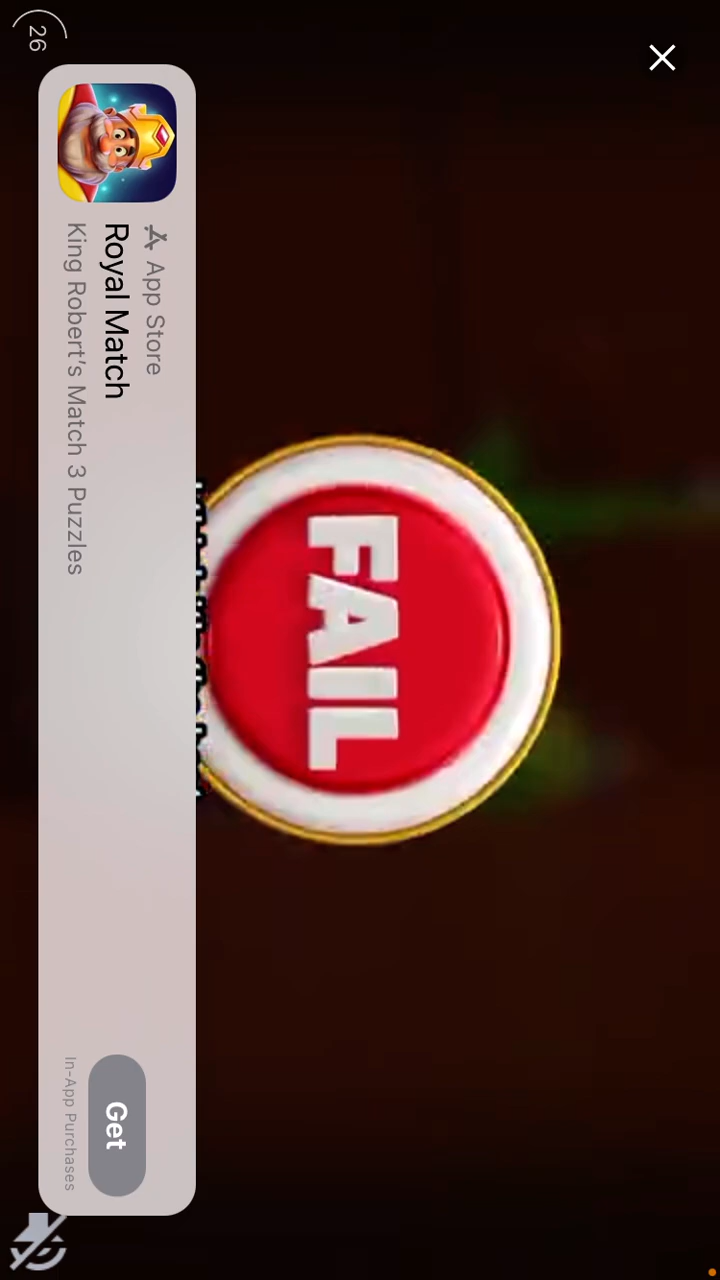 26
App Store
Royal Match
King Robert's Match 3 Puzzles
Get
In-App Purchases
FAIL